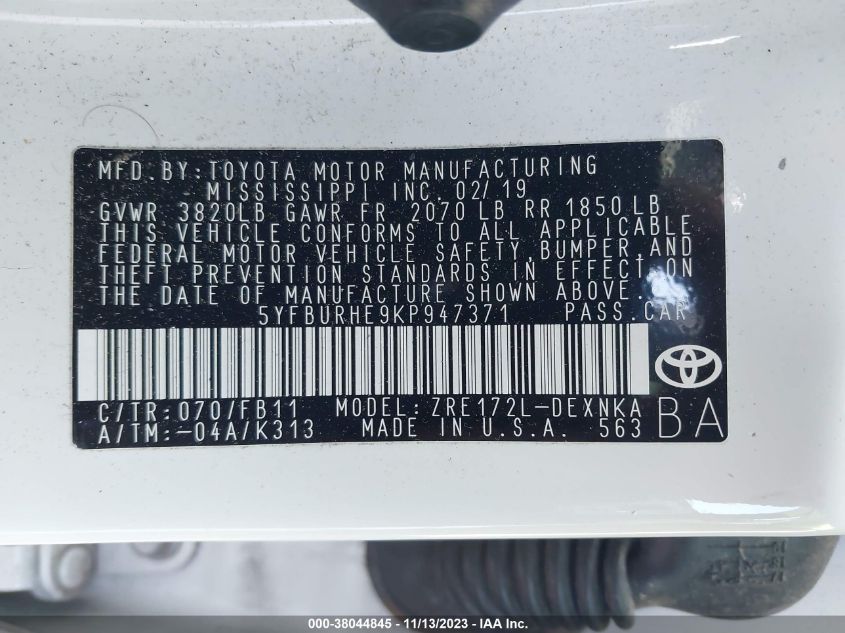 MFD. BY: TOYOTA MOTOR MANUFACTURING
MISSISSIPPI INC. 02/19
GVWR 3820LB GAWR FR 2070 LB RR 1850 LB
THIS VEHICLE CONFORMS TO ALL APPLICABLE
FEDERAL MOTOR VEHICLE SAFETY, BUMPER, AND
THEFT PREVENTION STANDARDS IN EFFECT ON
THE DATE OF MANUFACTURE SHOWN ABOVE.
5YFBURHE9KP947371 PASS. CAR
C/TR: 070/FB11 MODEL: ZRE172L-DEXNKA
A/TM: -04A/K313 MADE IN U.S.A. 563
BA
000-38044845 - 11/13/2023 - IAA Inc.